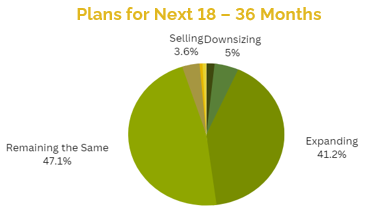 Plans for Next 18 – 36 Months
Selling
3.6%
Downsizing
5%
Expanding
41.2%
Remaining the Same
47.1%